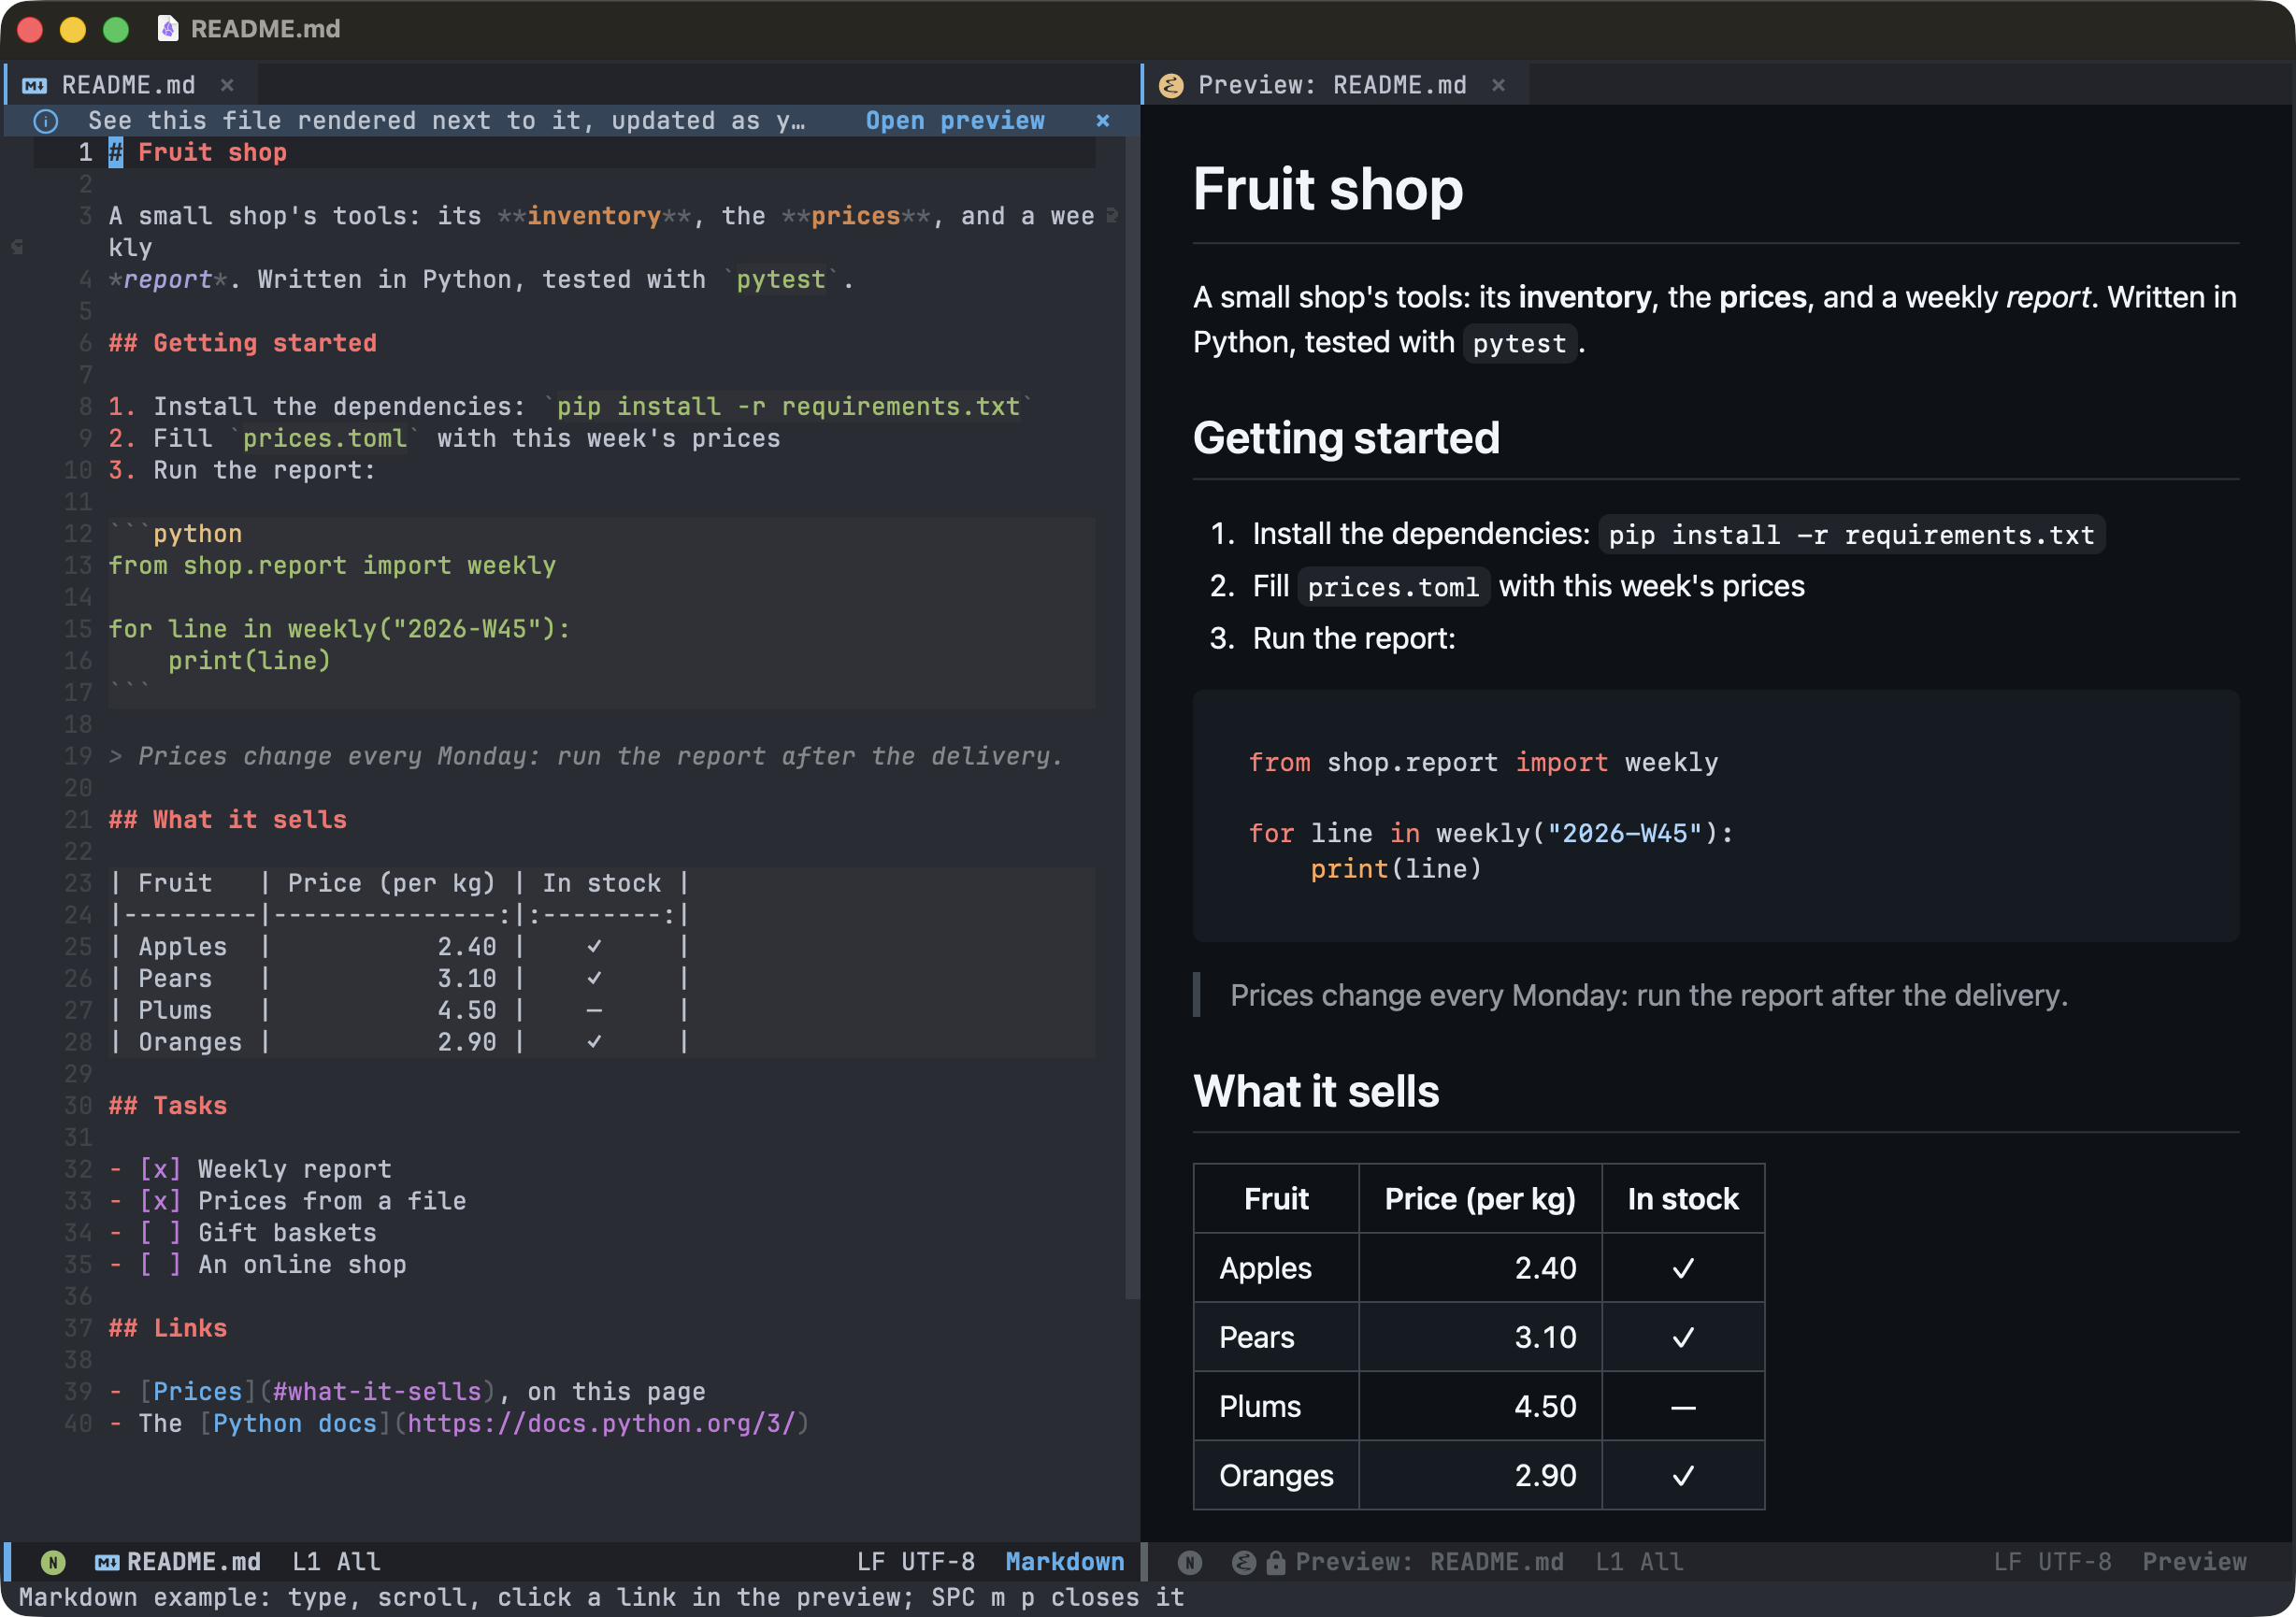 README.md
README.md ×
See this file rendered next to it, updated as y… Open preview ×
1 # Fruit shop
2
3 A small shop's tools: its **inventory**, the **prices**, and a wee
kly
4 *report*. Written in Python, tested with `pytest`.
5
6 ## Getting started
7
8 1. Install the dependencies: `pip install -r requirements.txt`
9 2. Fill `prices.toml` with this week's prices
10 3. Run the report:
11
12 ```python
13 from shop.report import weekly
14
15 for line in weekly("2026-W45"):
16     print(line)
17 ```
18
19 > Prices change every Monday: run the report after the delivery.
20
21 ## What it sells
22
23 | Fruit   | Price (per kg) | In stock |
24 |---------|---------------:|:--------:|
25 | Apples  |           2.40 |    ✓     |
26 | Pears   |           3.10 |    ✓     |
27 | Plums   |           4.50 |    —     |
28 | Oranges |           2.90 |    ✓     |
29
30 ## Tasks
31
32 - [x] Weekly report
33 - [x] Prices from a file
34 - [ ] Gift baskets
35 - [ ] An online shop
36
37 ## Links
38
39 - [Prices](#what-it-sells), on this page
40 - The [Python docs](https://docs.python.org/3/)
N README.md L1 All LF UTF-8 Markdown
Preview: README.md ×
Fruit shop
A small shop's tools: its inventory, the prices, and a weekly report. Written in
Python, tested with pytest.
Getting started
1. Install the dependencies: pip install -r requirements.txt
2. Fill prices.toml with this week's prices
3. Run the report:
from shop.report import weekly
for line in weekly("2026-W45"):
    print(line)
Prices change every Monday: run the report after the delivery.
What it sells
Fruit Price (per kg) In stock
Apples 2.40 ✓
Pears 3.10 ✓
Plums 4.50 —
Oranges 2.90 ✓
N Preview: README.md L1 All LF UTF-8 Preview
Markdown example: type, scroll, click a link in the preview; SPC m p closes it